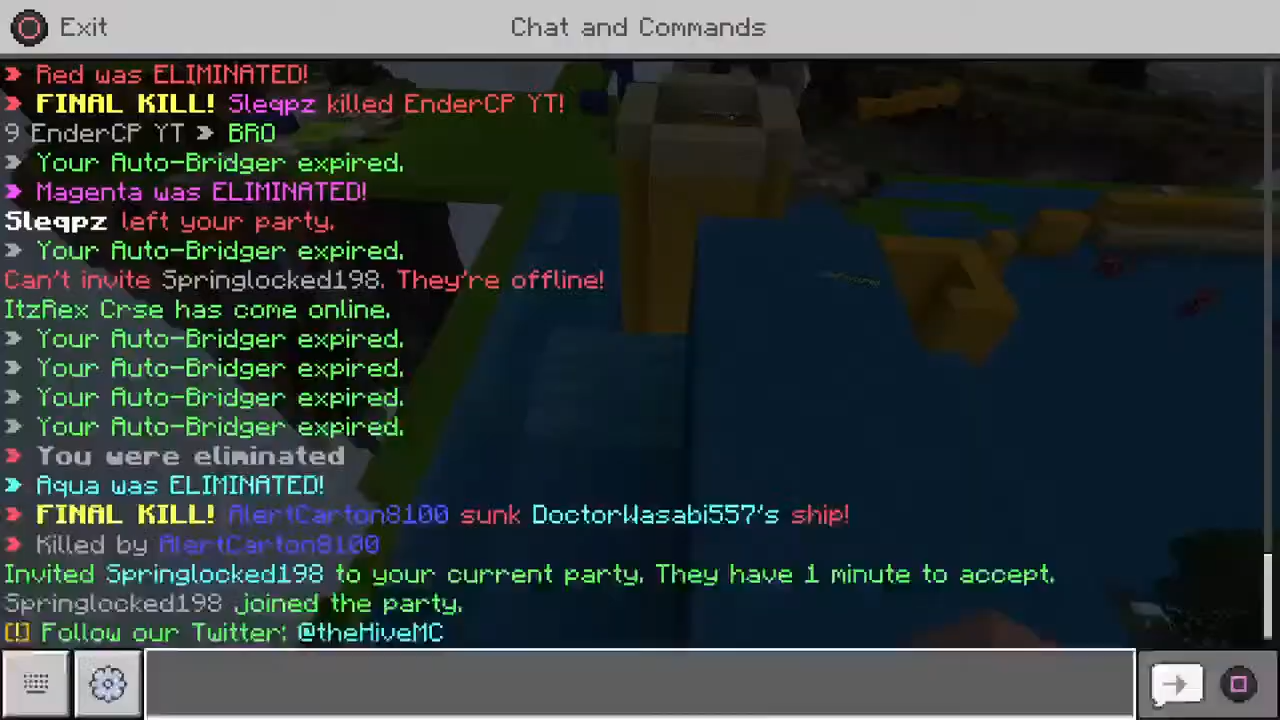 Exit
Chat and Commands
Red was ELIMINATED!
FINAL KILL! Sleqpz killed EnderCP YT!
9 EnderCP YT » BRO
» Your Auto-Bridger expired.
» Magenta was ELIMINATED!
Sleqpz left your party.
» Your Auto-Bridger expired.
Can't invite Springlocked198. They're offline!
ItzRex Crse has come online.
» Your Auto-Bridger expired.
» Your Auto-Bridger expired.
» Your Auto-Bridger expired.
» Your Auto-Bridger expired.
» You were eliminated
» Aqua was ELIMINATED!
» FINAL KILL! AlertCarton8100 sunk DoctorWasabi557's ship!
» Killed by AlertCarton8100
Invited Springlocked198 to your current party. They have 1 minute to accept.
Springlocked198 joined the party.
[!] Follow our Twitter: @theHiveMC